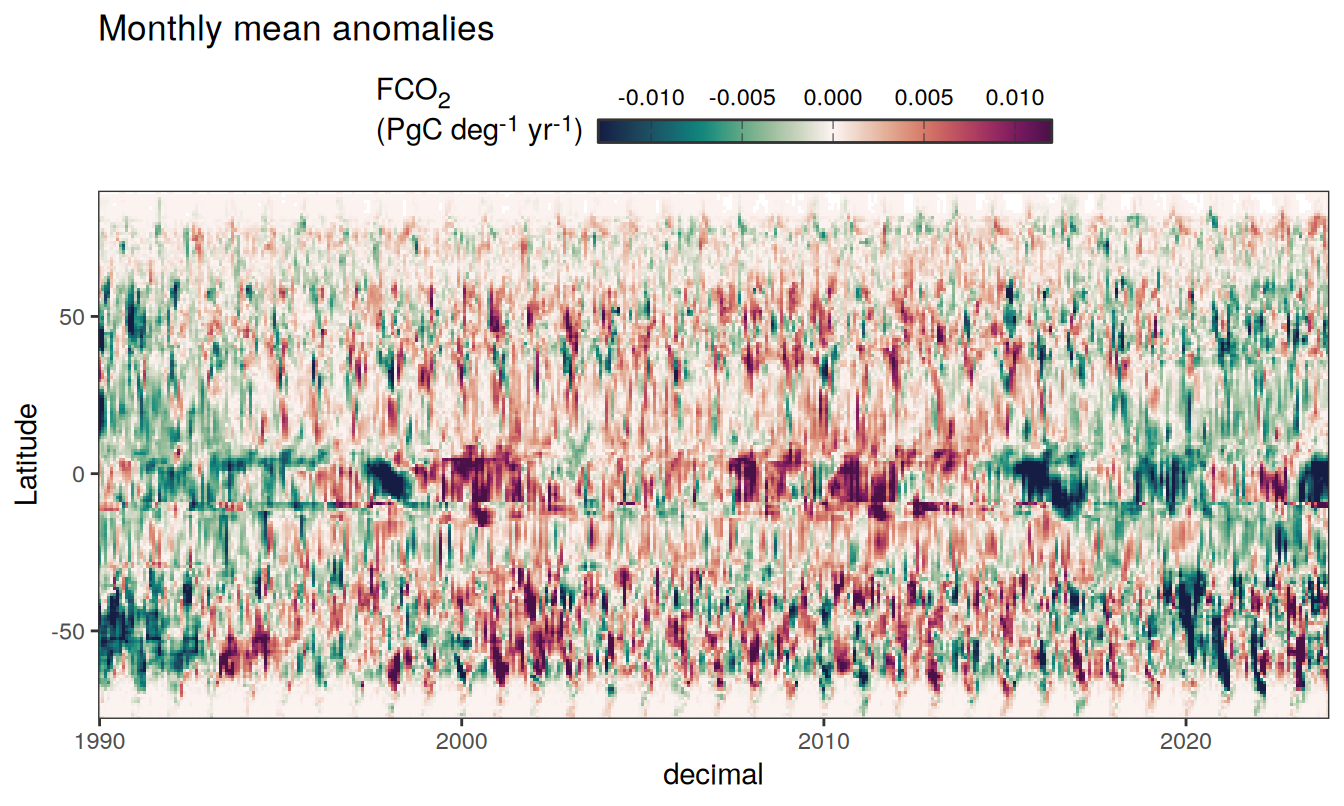 Monthly mean anomalies
FCO₂
(PgC deg⁻¹ yr⁻¹)
-0.010 -0.005 0.000 0.005 0.010
Latitude
50
0
-50
1990 2000 2010 2020
decimal